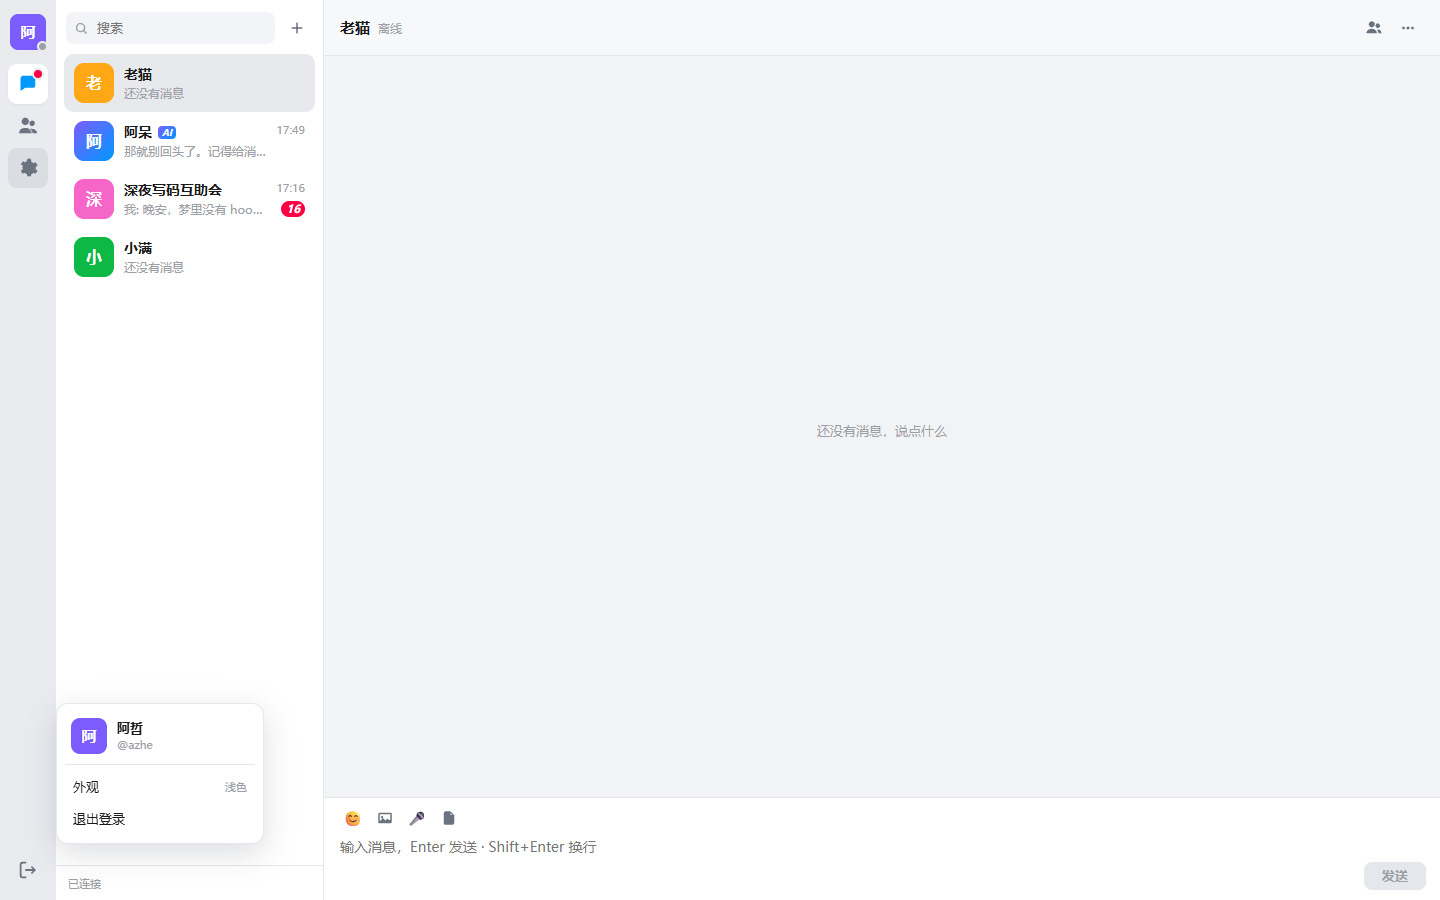 阿
搜索
老
老猫
还没有消息
阿
阿呆 AI
17:49
那就别回头了。记得给消...
深
深夜写码互助会
17:16
我: 晚安，梦里没有 hoo...
16
小
小满
还没有消息
阿
阿哲
@azhe
外观
浅色
退出登录
已连接
老猫 离线
还没有消息，说点什么
输入消息，Enter 发送 · Shift+Enter 换行
发送